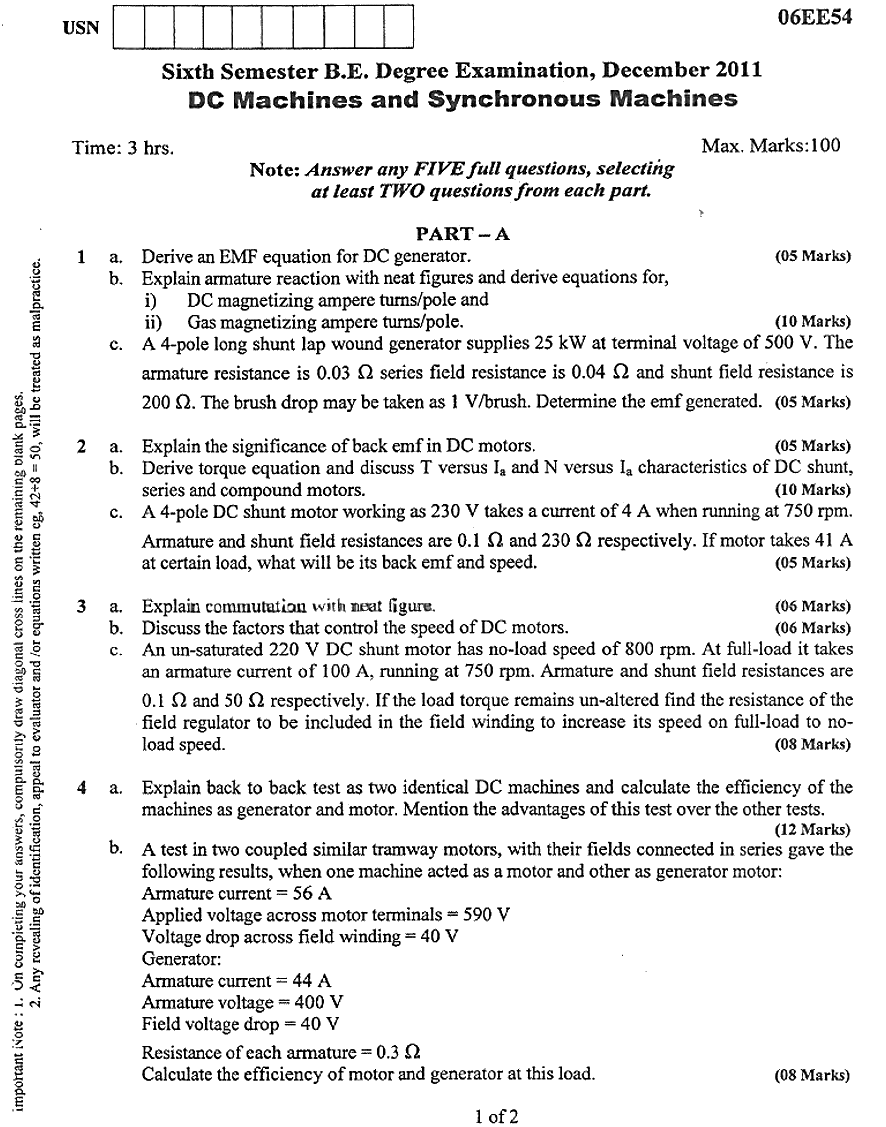 06EE54
USN
Sixth Semester B.E. Degree Examination, December 2011
DC Machines and Synchronous Machines
Time: 3 hrs. Max. Marks:100
Note: Answer any FIVE full questions, selecting
at least TWO questions from each part.
PART – A
1 a. Derive an EMF equation for DC generator. (05 Marks)
b. Explain armature reaction with neat figures and derive equations for,
i) DC magnetizing ampere turns/pole and
ii) Gas magnetizing ampere turns/pole. (10 Marks)
c. A 4-pole long shunt lap wound generator supplies 25 kW at terminal voltage of 500 V. The
armature resistance is 0.03 Ω series field resistance is 0.04 Ω and shunt field resistance is
200 Ω. The brush drop may be taken as 1 V/brush. Determine the emf generated. (05 Marks)
2 a. Explain the significance of back emf in DC motors. (05 Marks)
b. Derive torque equation and discuss T versus Iₐ and N versus Iₐ characteristics of DC shunt,
series and compound motors. (10 Marks)
c. A 4-pole DC shunt motor working as 230 V takes a current of 4 A when running at 750 rpm.
Armature and shunt field resistances are 0.1 Ω and 230 Ω respectively. If motor takes 41 A
at certain load, what will be its back emf and speed. (05 Marks)
3 a. Explain commutation with neat figure. (06 Marks)
b. Discuss the factors that control the speed of DC motors. (06 Marks)
c. An un-saturated 220 V DC shunt motor has no-load speed of 800 rpm. At full-load it takes
an armature current of 100 A, running at 750 rpm. Armature and shunt field resistances are
0.1 Ω and 50 Ω respectively. If the load torque remains un-altered find the resistance of the
field regulator to be included in the field winding to increase its speed on full-load to no-
load speed. (08 Marks)
4 a. Explain back to back test as two identical DC machines and calculate the efficiency of the
machines as generator and motor. Mention the advantages of this test over the other tests.
(12 Marks)
b. A test in two coupled similar tramway motors, with their fields connected in series gave the
following results, when one machine acted as a motor and other as generator motor:
Armature current = 56 A
Applied voltage across motor terminals = 590 V
Voltage drop across field winding = 40 V
Generator:
Armature current = 44 A
Armature voltage = 400 V
Field voltage drop = 40 V
Resistance of each armature = 0.3 Ω
Calculate the efficiency of motor and generator at this load. (08 Marks)
1 of 2
important Note : 1. On completing your answers, compulsorily draw diagonal cross lines on the remaining blank pages.
2. Any revealing of identification, appeal to evaluator and /or equations written eg, 42+8 = 50, will be treated as malpractice.